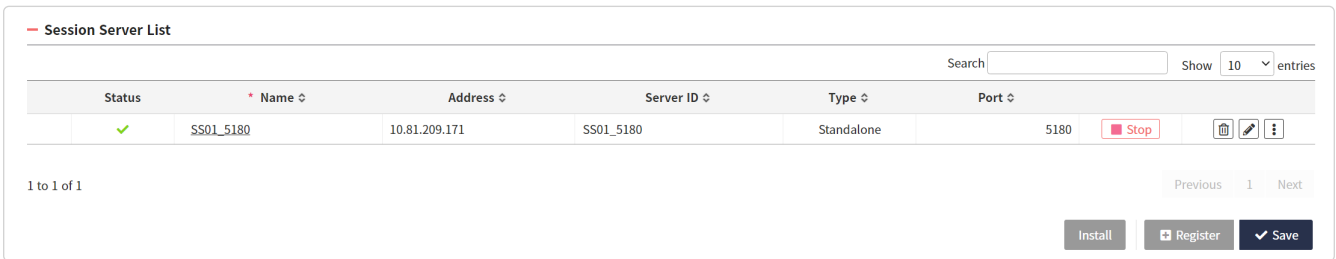 Session Server List
Search Show 10 entries
Status * Name Address Server ID Type Port
SS01_5180 10.81.209.171 SS01_5180 Standalone 5180 Stop
1 to 1 of 1
Previous 1 Next
Install Register Save